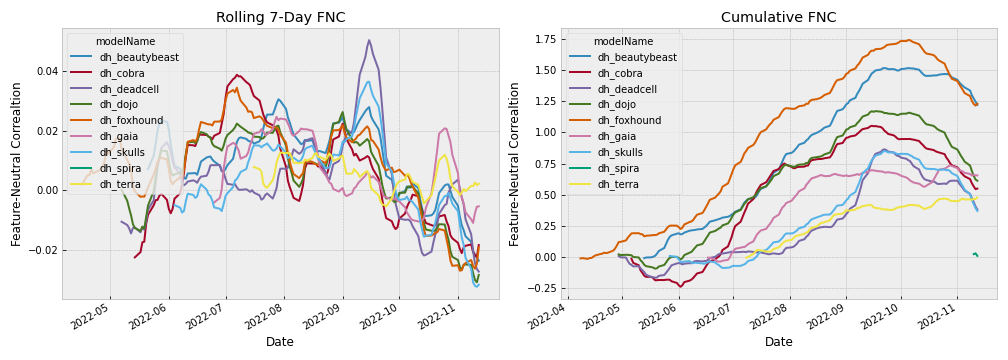 Rolling 7-Day FNC
Feature-Neutral Correaltion
0.04
0.02
0.00
−0.02
modelName
dh_beautybeast
dh_cobra
dh_deadcell
dh_dojo
dh_foxhound
dh_gaia
dh_skulls
dh_spira
dh_terra
2022-05
2022-06
2022-07
2022-08
2022-09
2022-10
2022-11
Date
Cumulative FNC
Feature-Neutral Correaltion
1.75
1.50
1.25
1.00
0.75
0.50
0.25
0.00
−0.25
modelName
dh_beautybeast
dh_cobra
dh_deadcell
dh_dojo
dh_foxhound
dh_gaia
dh_skulls
dh_spira
dh_terra
2022-04
2022-05
2022-06
2022-07
2022-08
2022-09
2022-10
2022-11
Date